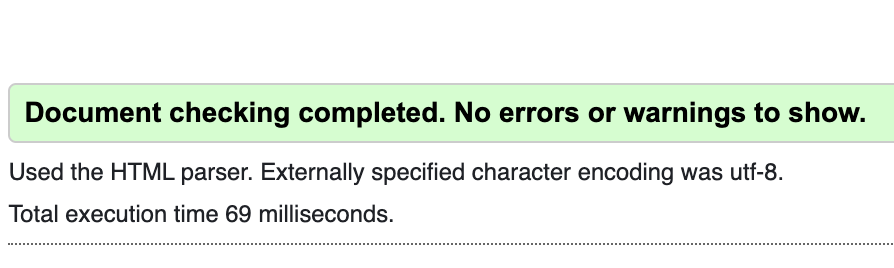 Document checking completed. No errors or warnings to show.
Used the HTML parser. Externally specified character encoding was utf-8.
Total execution time 69 milliseconds.